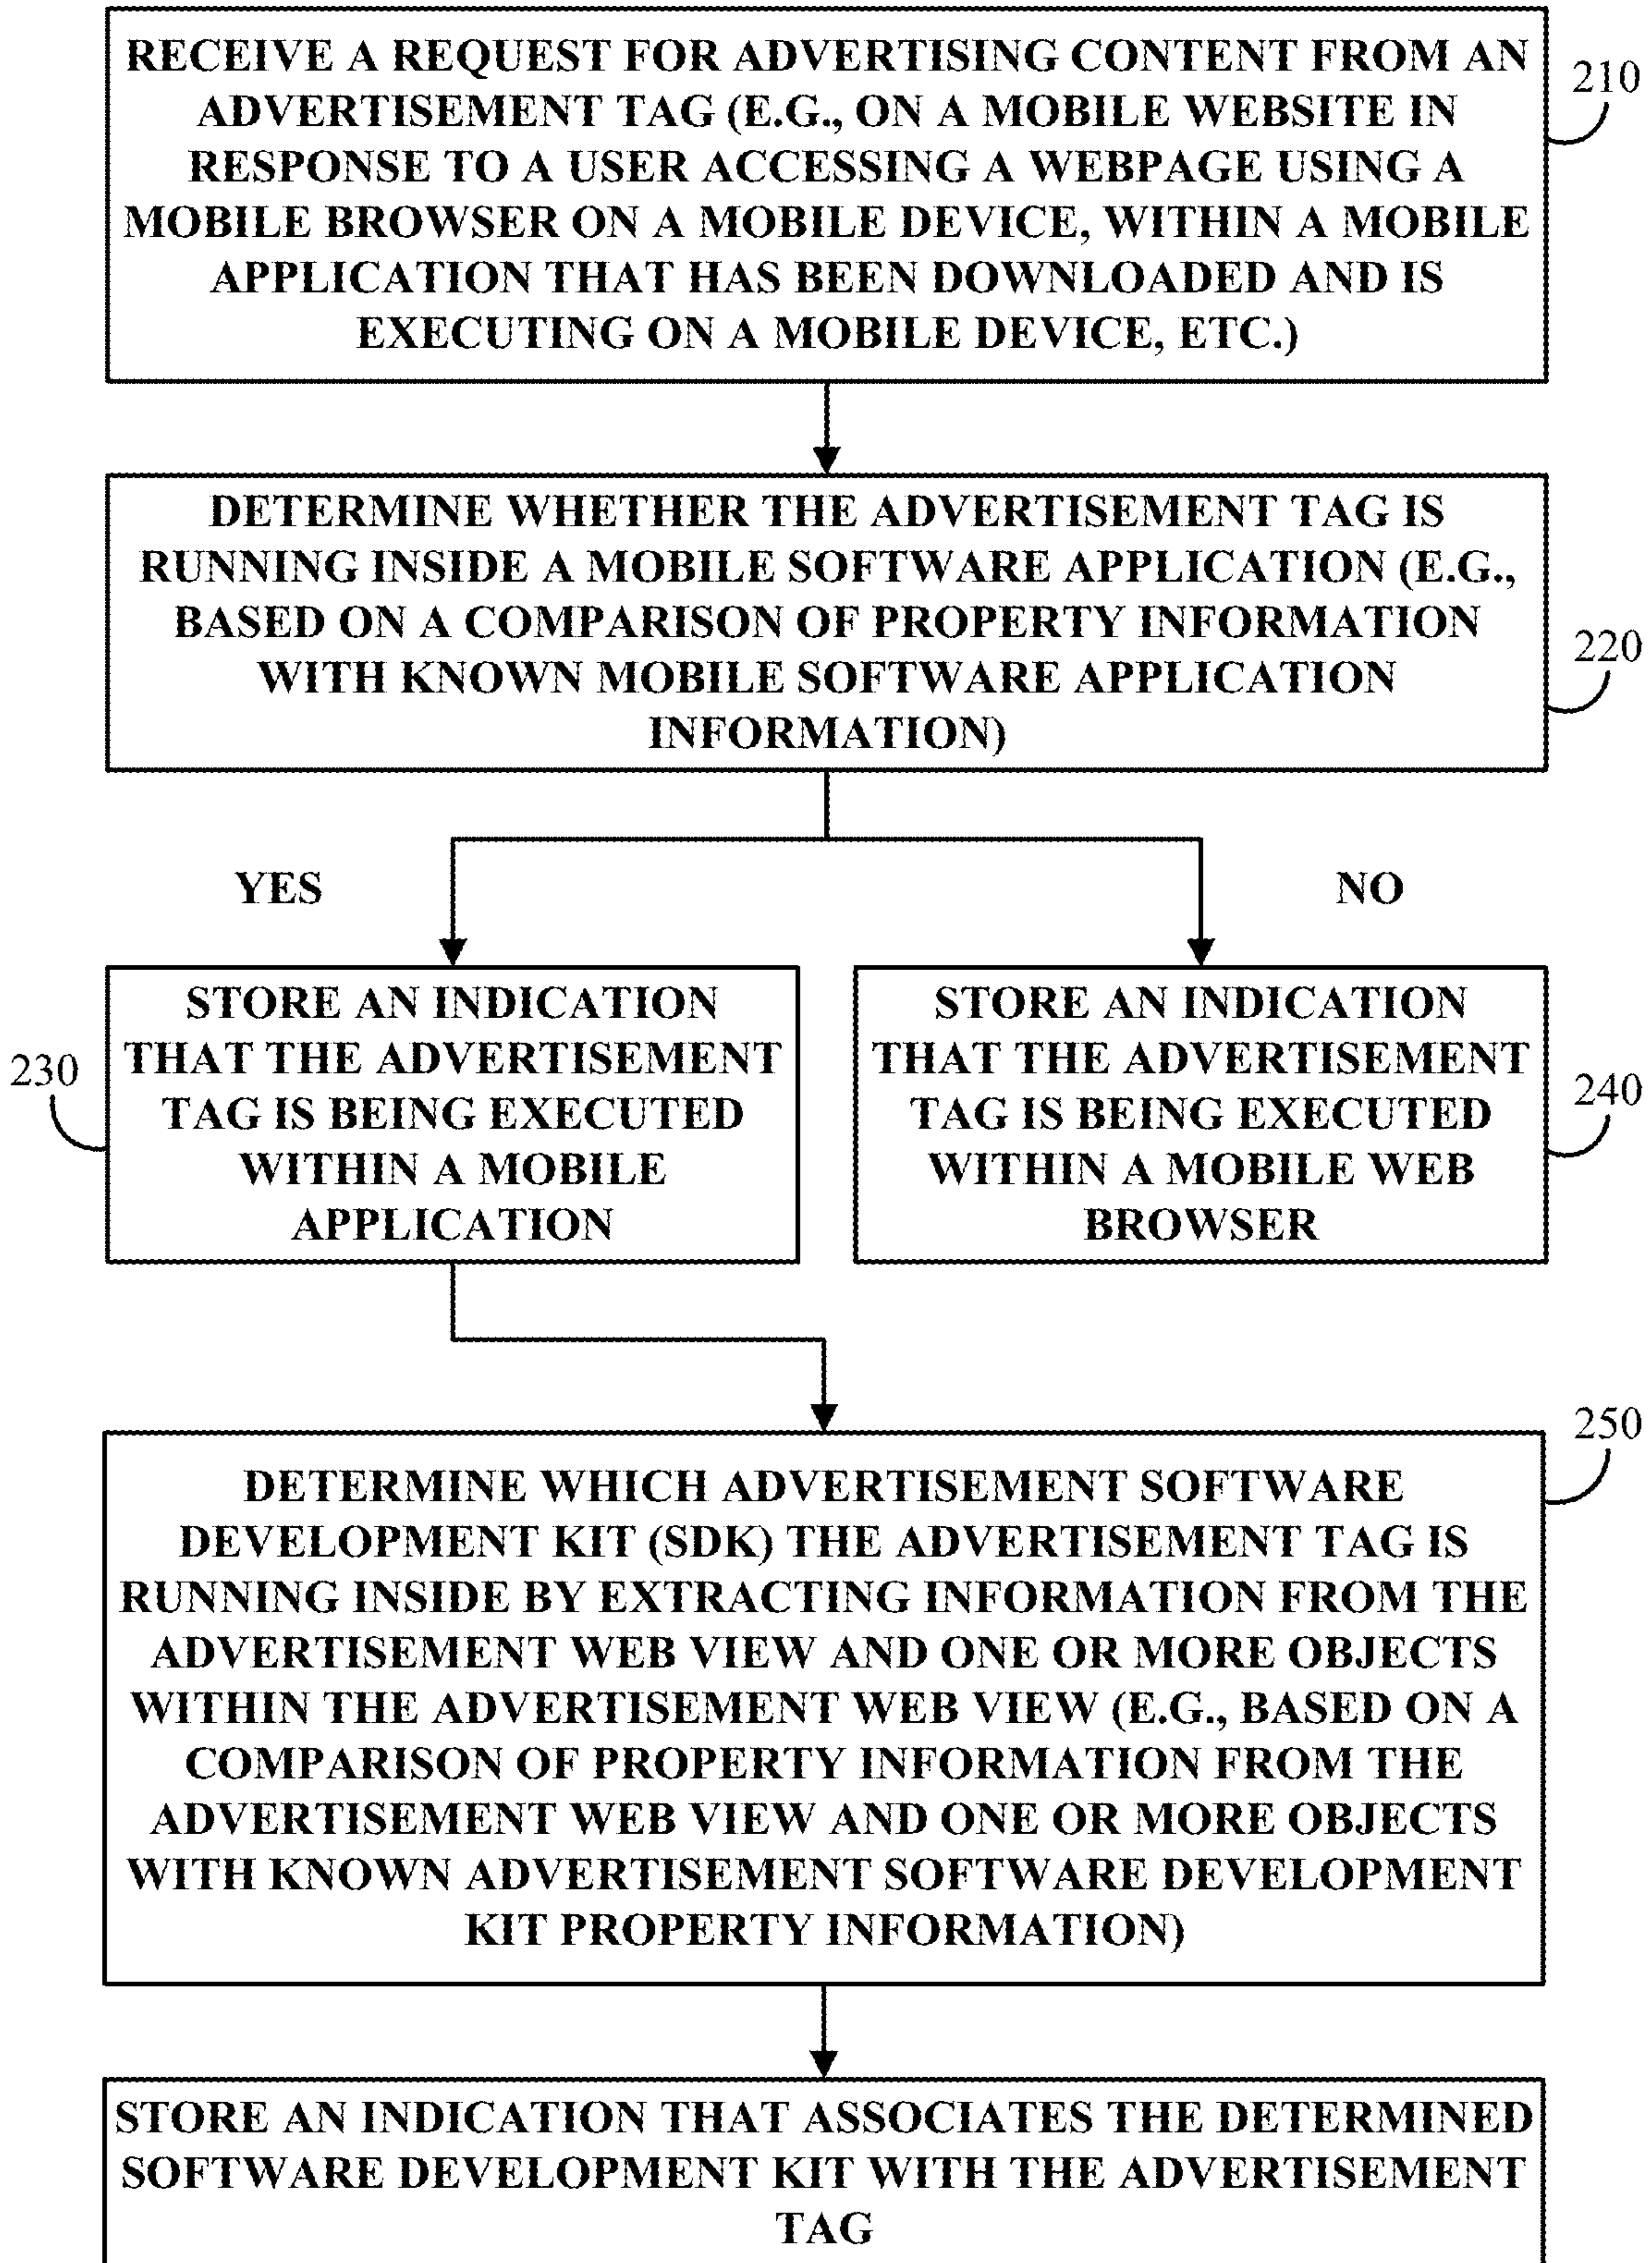 RECEIVE A REQUEST FOR ADVERTISING CONTENT FROM AN
ADVERTISEMENT TAG (E.G., ON A MOBILE WEBSITE IN
RESPONSE TO A USER ACCESSING A WEBPAGE USING A
MOBILE BROWSER ON A MOBILE DEVICE, WITHIN A MOBILE
APPLICATION THAT HAS BEEN DOWNLOADED AND IS
EXECUTING ON A MOBILE DEVICE, ETC.)
210
DETERMINE WHETHER THE ADVERTISEMENT TAG IS
RUNNING INSIDE A MOBILE SOFTWARE APPLICATION (E.G.,
BASED ON A COMPARISON OF PROPERTY INFORMATION
WITH KNOWN MOBILE SOFTWARE APPLICATION
INFORMATION)
220
YES
NO
230
STORE AN INDICATION
THAT THE ADVERTISEMENT
TAG IS BEING EXECUTED
WITHIN A MOBILE
APPLICATION
STORE AN INDICATION
THAT THE ADVERTISEMENT
TAG IS BEING EXECUTED
WITHIN A MOBILE WEB
BROWSER
240
250
DETERMINE WHICH ADVERTISEMENT SOFTWARE
DEVELOPMENT KIT (SDK) THE ADVERTISEMENT TAG IS
RUNNING INSIDE BY EXTRACTING INFORMATION FROM THE
ADVERTISEMENT WEB VIEW AND ONE OR MORE OBJECTS
WITHIN THE ADVERTISEMENT WEB VIEW (E.G., BASED ON A
COMPARISON OF PROPERTY INFORMATION FROM THE
ADVERTISEMENT WEB VIEW AND ONE OR MORE OBJECTS
WITH KNOWN ADVERTISEMENT SOFTWARE DEVELOPMENT
KIT PROPERTY INFORMATION)
STORE AN INDICATION THAT ASSOCIATES THE DETERMINED
SOFTWARE DEVELOPMENT KIT WITH THE ADVERTISEMENT
TAG